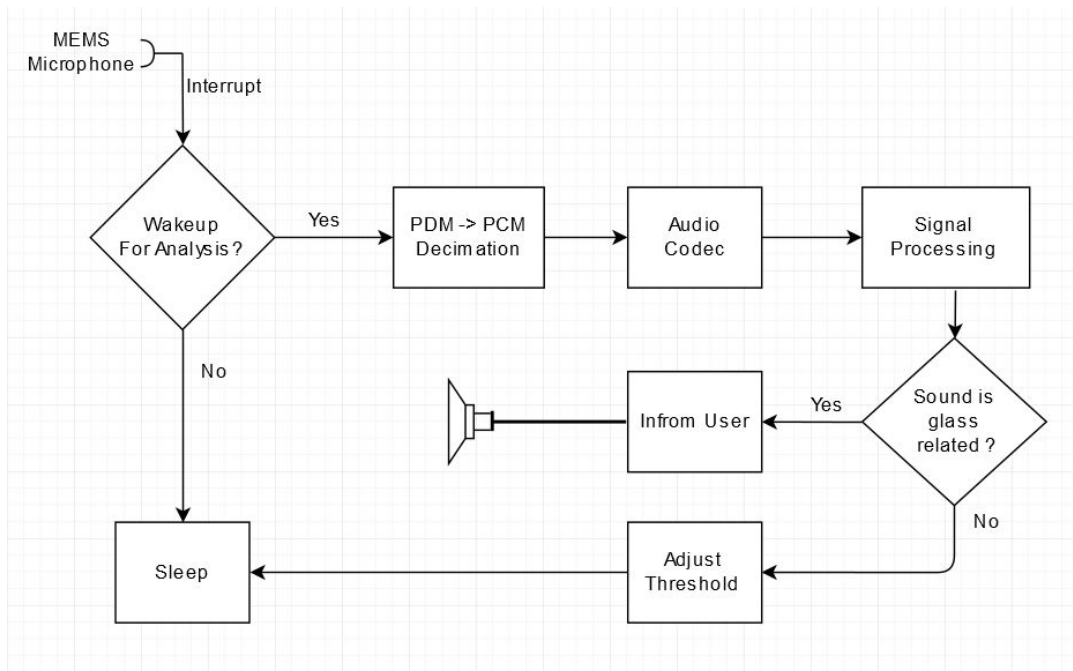 MEMS
Microphone
Interrupt
Wakeup
For Analysis?
Yes
PDM -> PCM
Decimation
Audio
Codec
Signal
Processing
No
Sound is
glass
related ?
Yes
Infrom User
No
Adjust
Threshold
Sleep